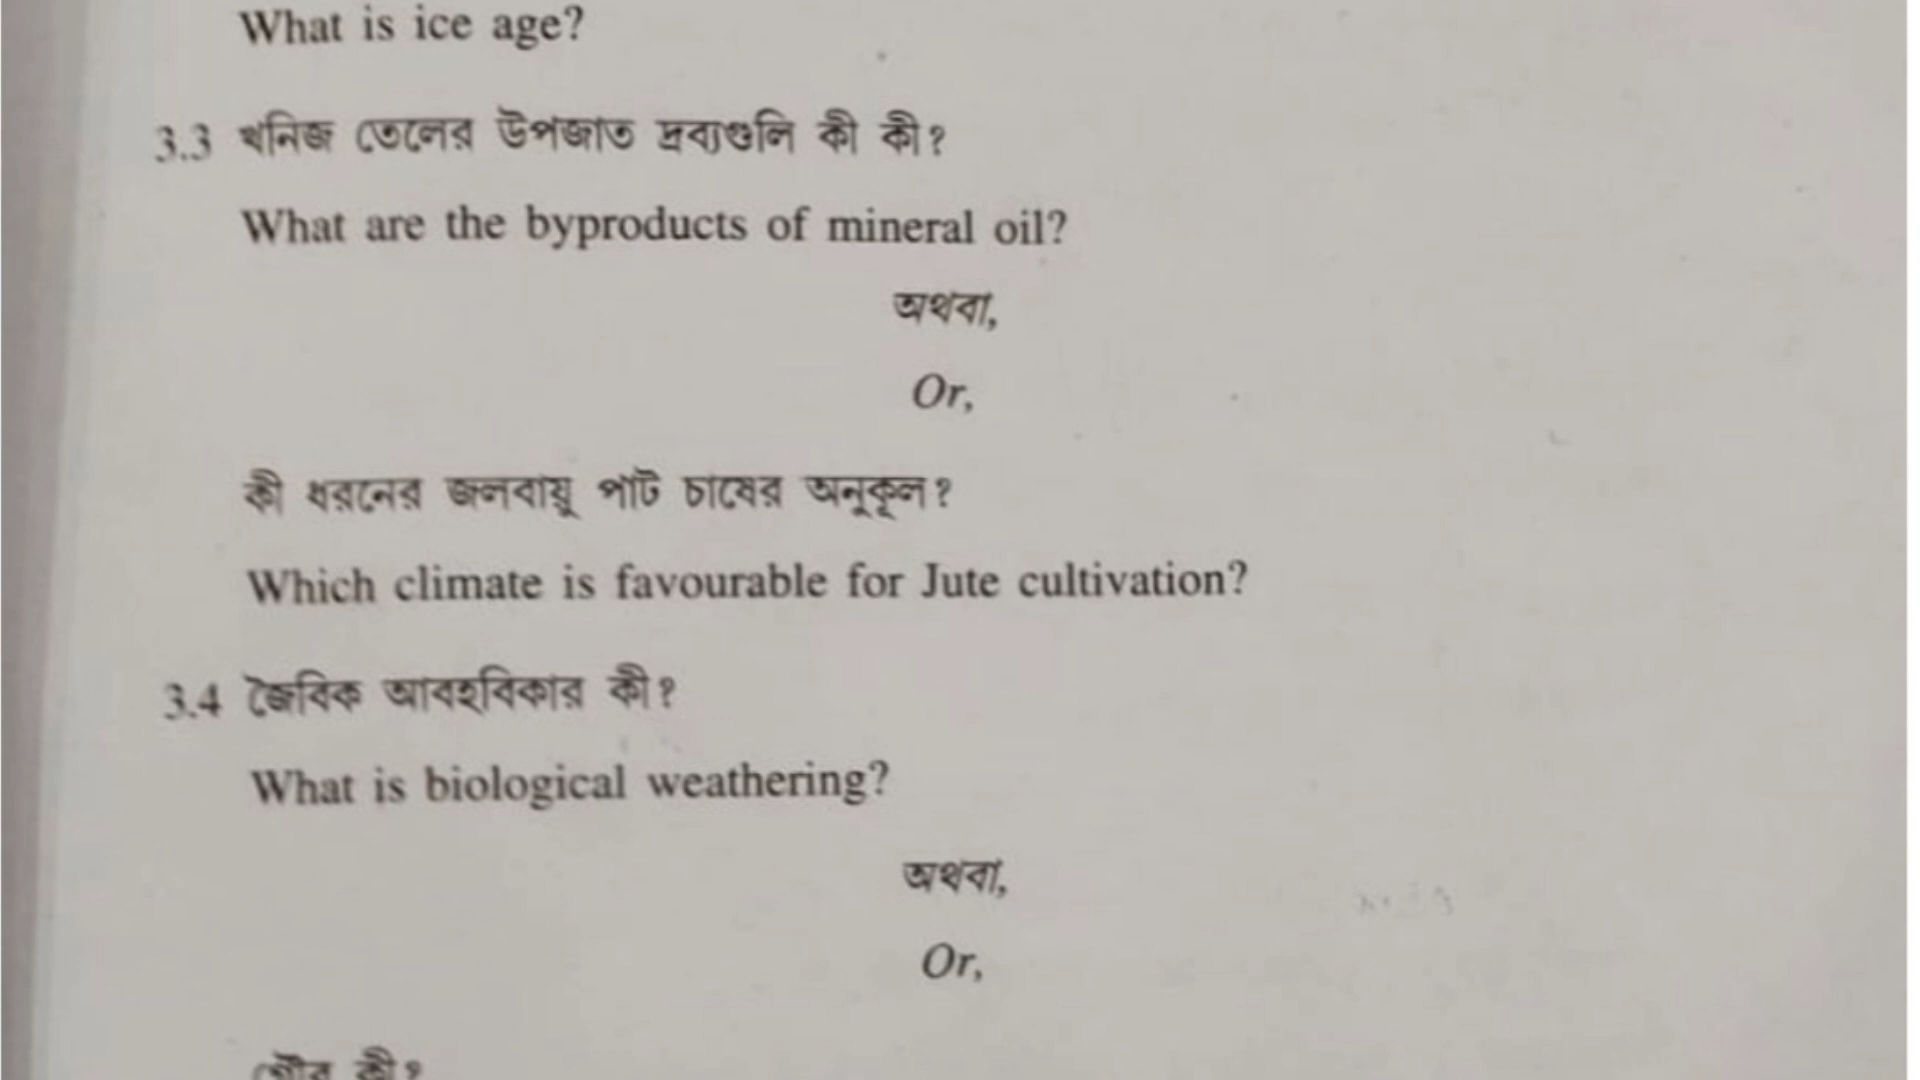 What is ice age?
3.3 খনিজ তেলের উপজাত দ্রব্যগুলি কী কী?
What are the byproducts of mineral oil?
অথবা,
Or,
কী ধরনের জলবায়ু পাট চাষের অনুকূল?
Which climate is favourable for Jute cultivation?
3.4 জৈবিক আবহবিকার কী?
What is biological weathering?
অথবা,
Or,
কী?